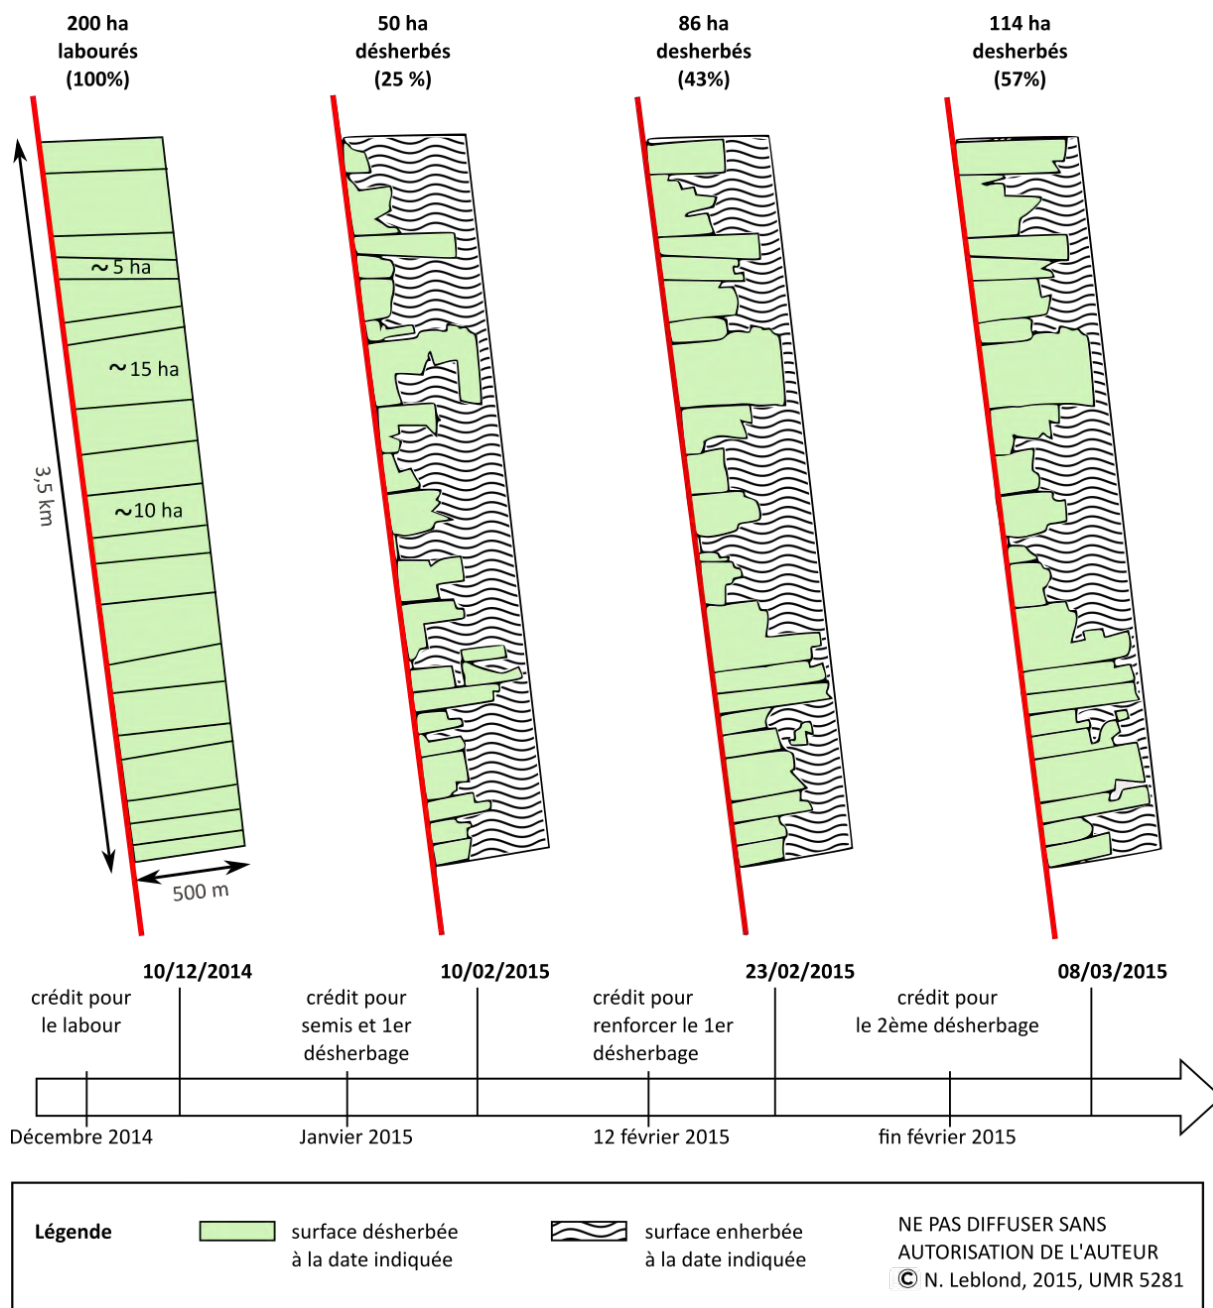 200 ha
labourés
(100%)
50 ha
désherbés
(25 %)
86 ha
desherbés
(43%)
114 ha
desherbés
(57%)
~ 5 ha
~ 15 ha
~10 ha
3,5 km
500 m
10/12/2014
10/02/2015
23/02/2015
08/03/2015
crédit pour
le labour
crédit pour
semis et 1er
désherbage
crédit pour
renforcer le 1er
désherbage
crédit pour
le 2ème désherbage
Décembre 2014
Janvier 2015
12 février 2015
fin février 2015
Légende
surface désherbée
à la date indiquée
surface enherbée
à la date indiquée
NE PAS DIFFUSER SANS
AUTORISATION DE L'AUTEUR
© N. Leblond, 2015, UMR 5281